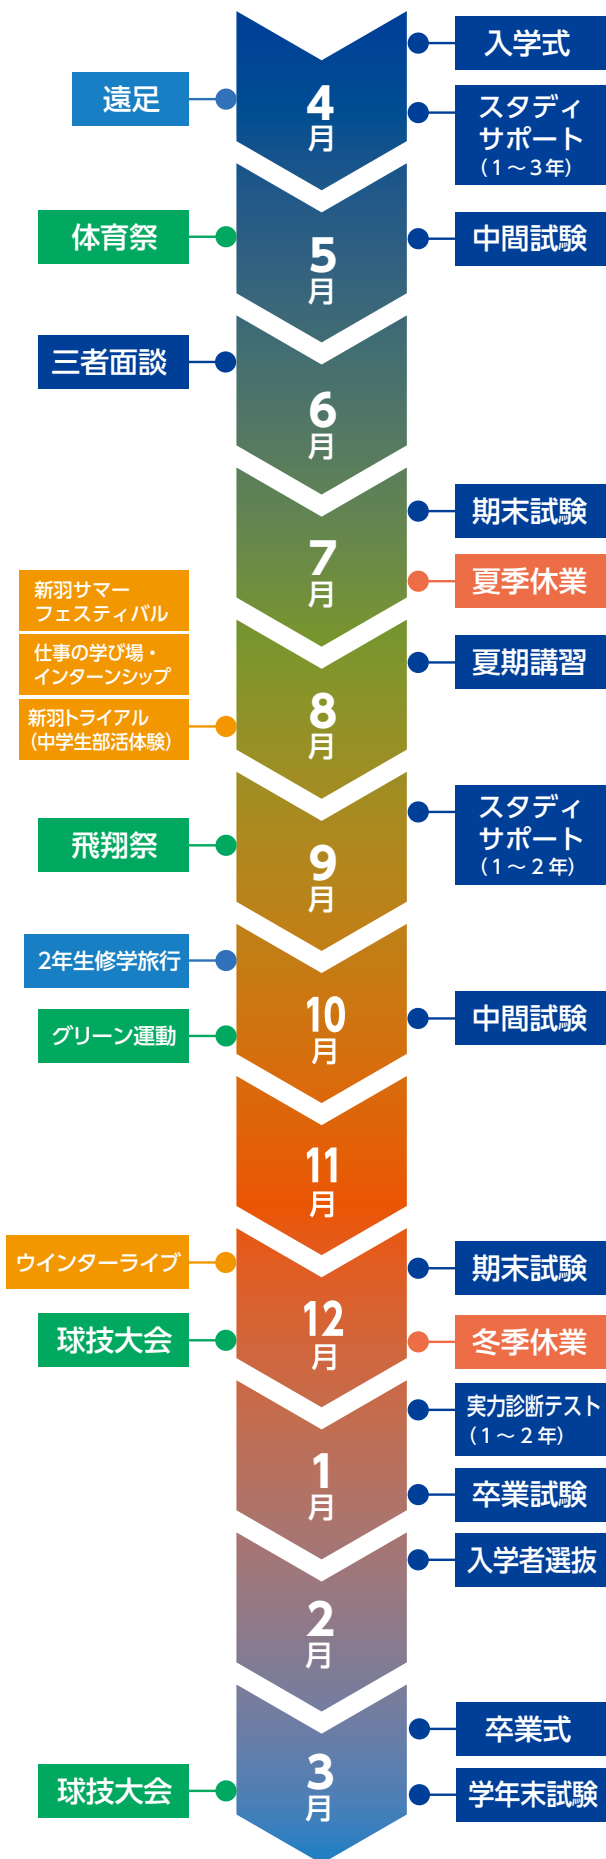 入学式
遠足
4
月
スタディ
サポート
(1～3年)
体育祭
5
月
中間試験
三者面談
6
月
7
月
期末試験
夏季休業
新羽サマー
フェスティバル
仕事の学び場・
インターンシップ
新羽トライアル
(中学生部活体験)
8
月
夏期講習
飛翔祭
9
月
スタディ
サポート
(1～2年)
2年生修学旅行
グリーン運動
10
月
中間試験
11
月
ウインターライブ
球技大会
12
月
期末試験
冬季休業
1
月
実力診断テスト
(1～2年)
卒業試験
2
月
入学者選抜
球技大会
3
月
卒業式
学年末試験